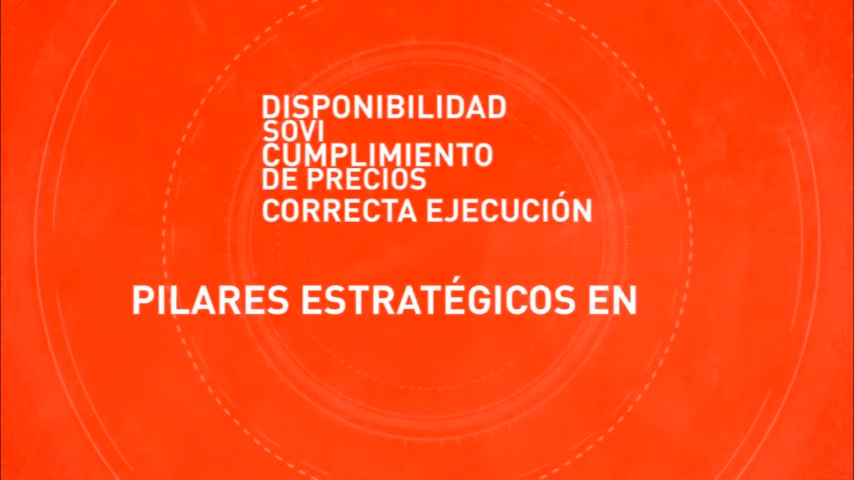 DISPONIBILIDAD
SOVI
CUMPLIMIENTO
DE PRECIOS
CORRECTA EJECUCIÓN
PILARES ESTRATÉGICOS EN